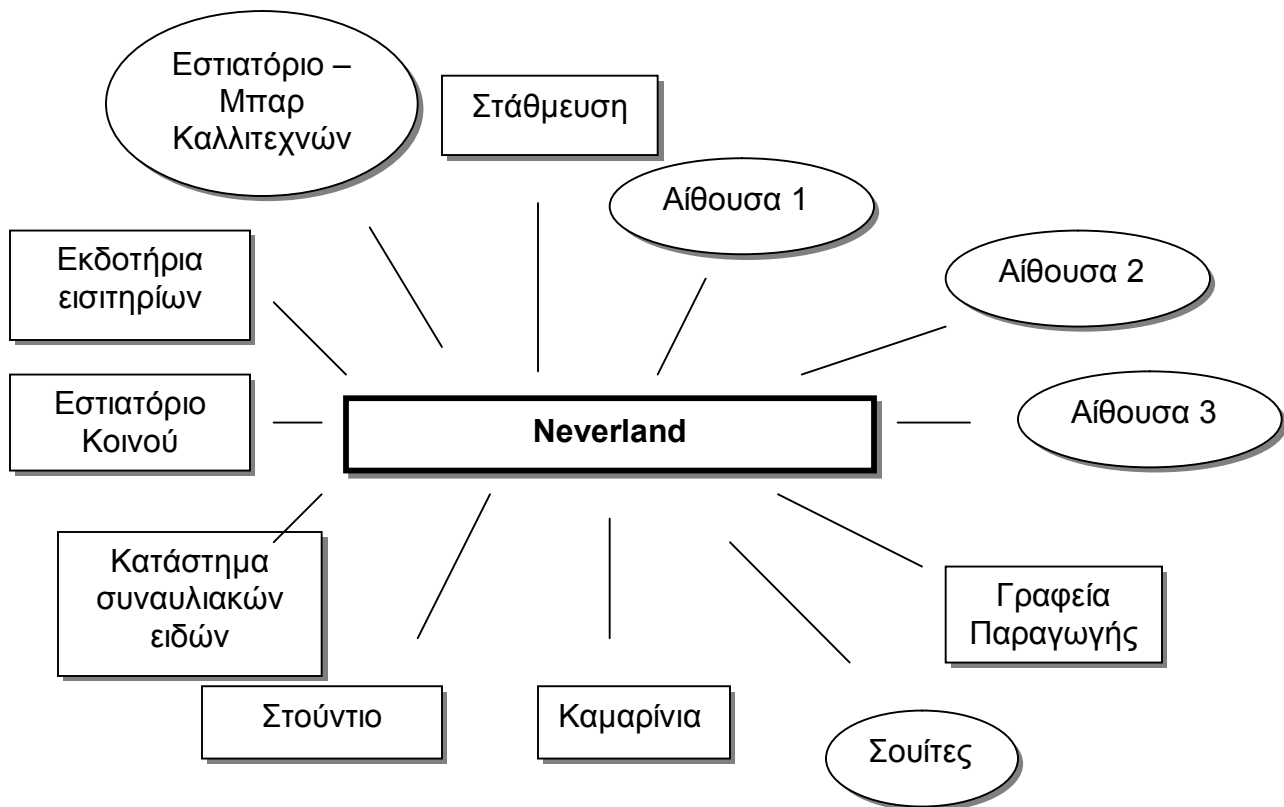 Εστιατόριο –
Μπαρ
Καλλιτεχνών
Στάθμευση
Αίθουσα 1
Εκδοτήρια
εισιτηρίων
Αίθουσα 2
Εστιατόριο
Κοινού
Neverland
Αίθουσα 3
Κατάστημα
συναυλιακών
ειδών
Γραφεία
Παραγωγής
Στούντιο
Καμαρίνια
Σουίτες